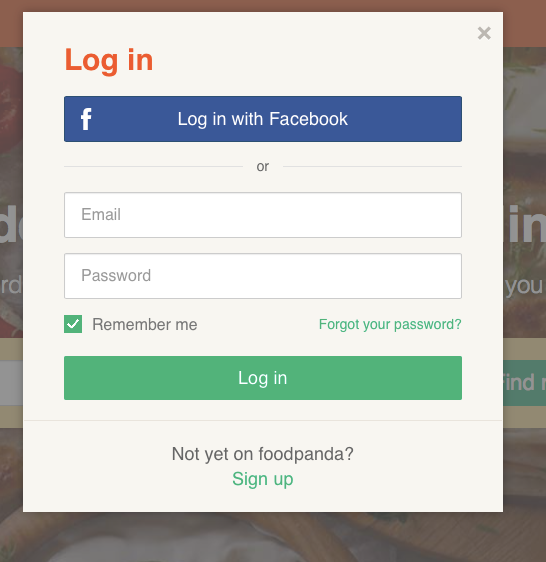 Log in
×
f
Log in with Facebook
or
Email
Password
Remember me
Forgot your password?
Log in
Not yet on foodpanda?
Sign up
you